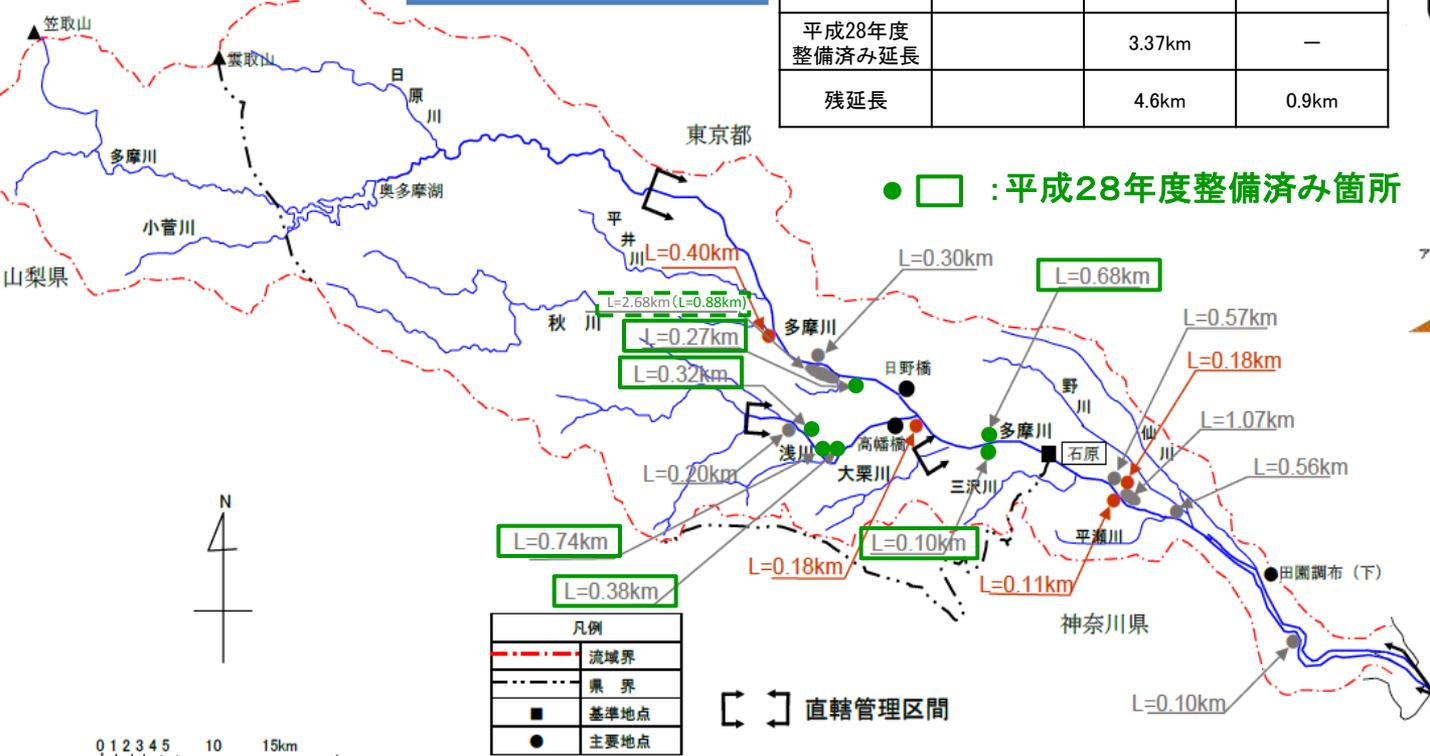 平成28年度
整備済み延長
3.37km
－
残延長
4.6km
0.9km
笠取山
雲取山
日原川
東京都
多摩川
奥多摩湖
小菅川
山梨県
：平成28年度整備済み箇所
平井川
L=0.40km
L=0.30km
L=0.68km
L=2.68km（L=0.88km）
秋　川
多摩川
L=0.57km
L=0.27km
L=0.18km
L=0.32km
日野橋
野川
L=1.07km
多摩川
仙川
高幡橋
石原
浅川
大栗川
L=0.20km
L=0.56km
三沢川
N
L=0.74km
L=0.10km
平瀬川
L=0.18km
L=0.11km
田園調布（下）
L=0.38km
神奈川県
凡例
流域界
県　界
基準地点
主要地点
直轄管理区間
L=0.10km
0 1 2 3 4 5　10　15km